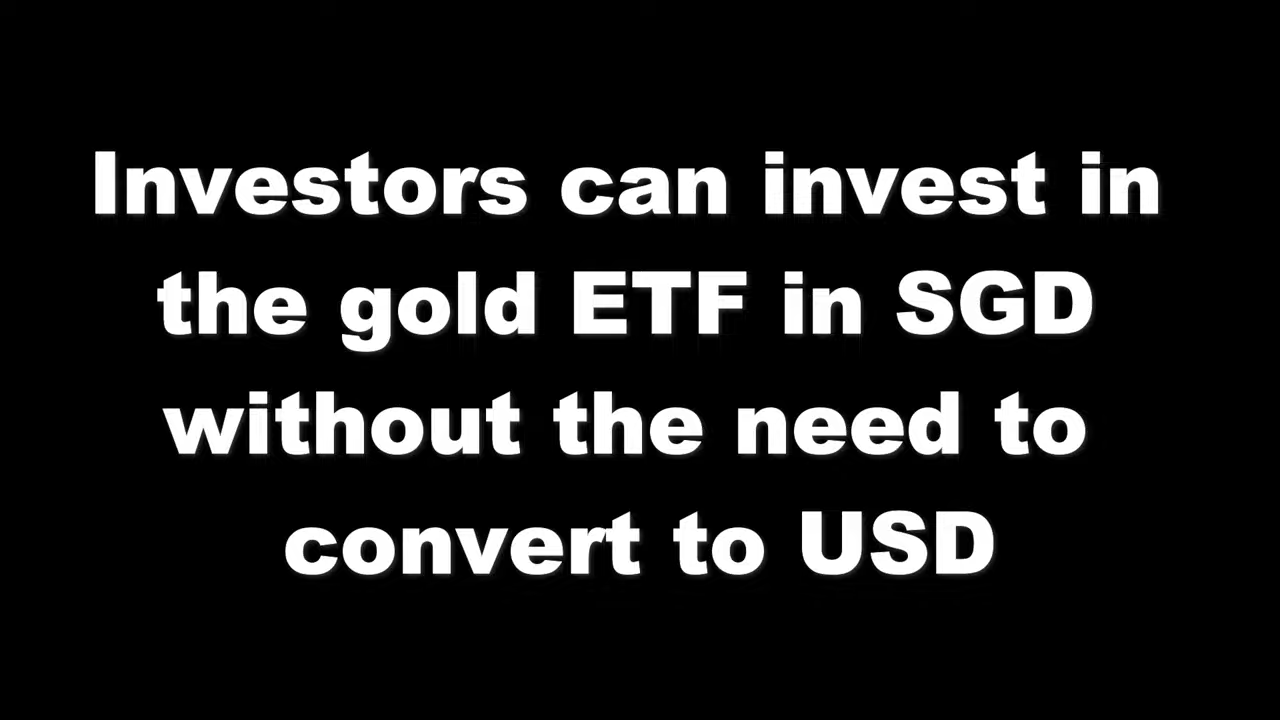 Investors can invest in
the gold ETF in SGD
without the need to
convert to USD